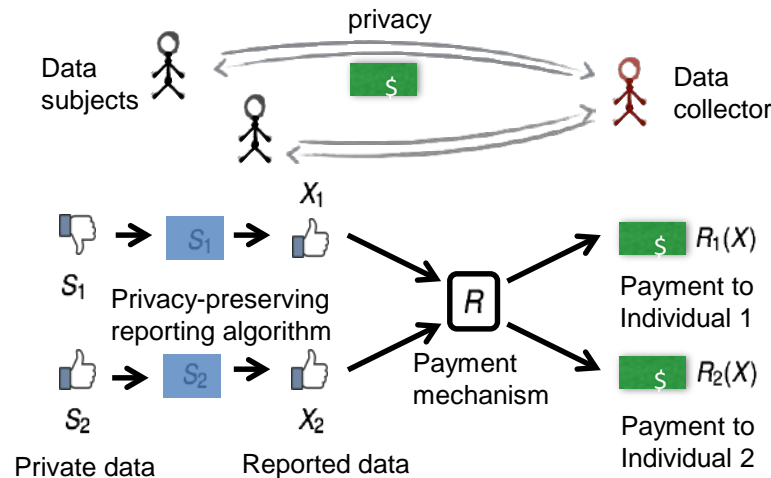 privacy
Data
subjects
$
Data
collector
X₁
S₁
$ R₁(X)
S₁
Privacy-preserving
reporting algorithm
R
Payment to
Individual 1
Payment
mechanism
S₂
$ R₂(X)
S₂
X₂
Payment to
Individual 2
Private data
Reported data